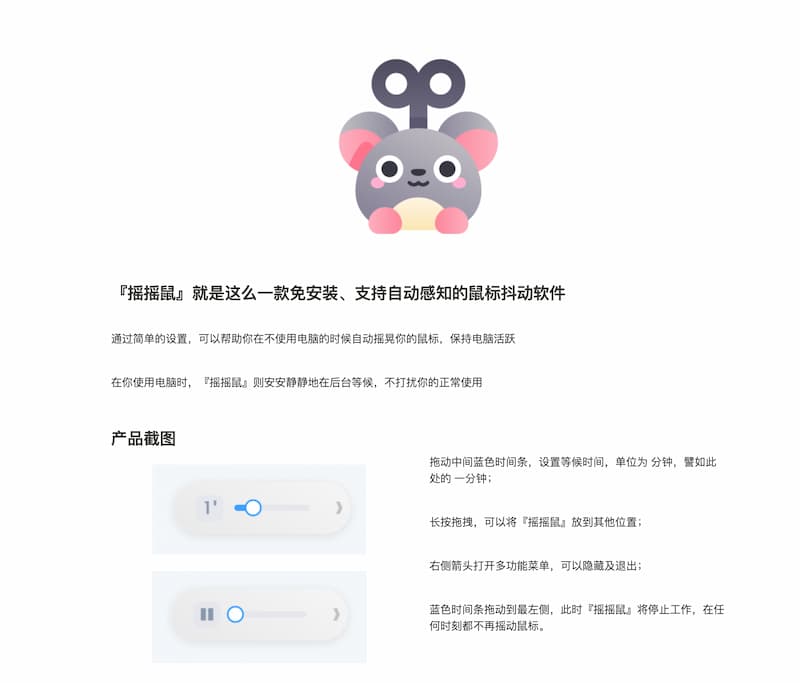 『摇摇鼠』就是这么一款免安装、支持自动感知的鼠标抖动软件
通过简单的设置，可以帮助你在不使用电脑的时候自动摇晃你的鼠标，保持电脑活跃
在你使用电脑时，『摇摇鼠』则安安静静地在后台等候，不打扰你的正常使用
产品截图
1'
拖动中间蓝色时间条，设置等候时间，单位为 分钟，譬如此
处的 一分钟；
长按拖拽，可以将『摇摇鼠』放到其他位置；
右侧箭头打开多功能菜单，可以隐藏及退出；
蓝色时间条拖动到最左侧，此时『摇摇鼠』将停止工作，在任
何时刻都不再摇动鼠标。